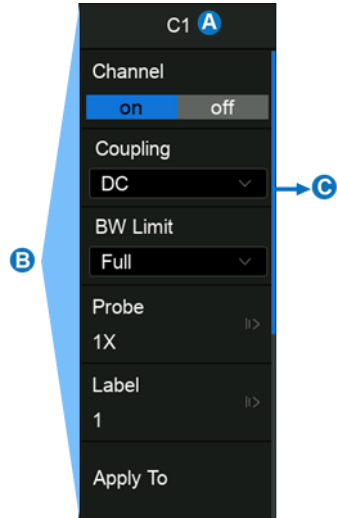 C1 A
Channel
on off
Coupling
DC
C
BW Limit
B
Full
Probe
1X
Label
1
Apply To